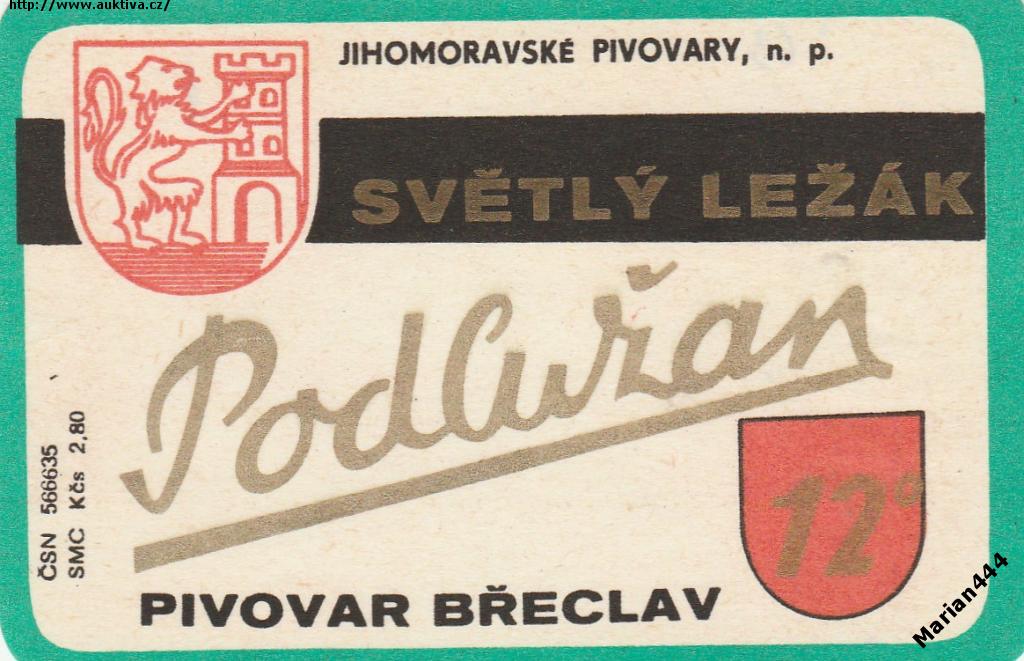 http://www.auktiva.cz/
JIHOMORAVSKÉ PIVOVARY, n. p.
SVĚTLÝ LEŽÁK
Podlužan
12°
ČSN 566635
SMC Kčs 2,80
PIVOVAR BŘECLAV
Marian444